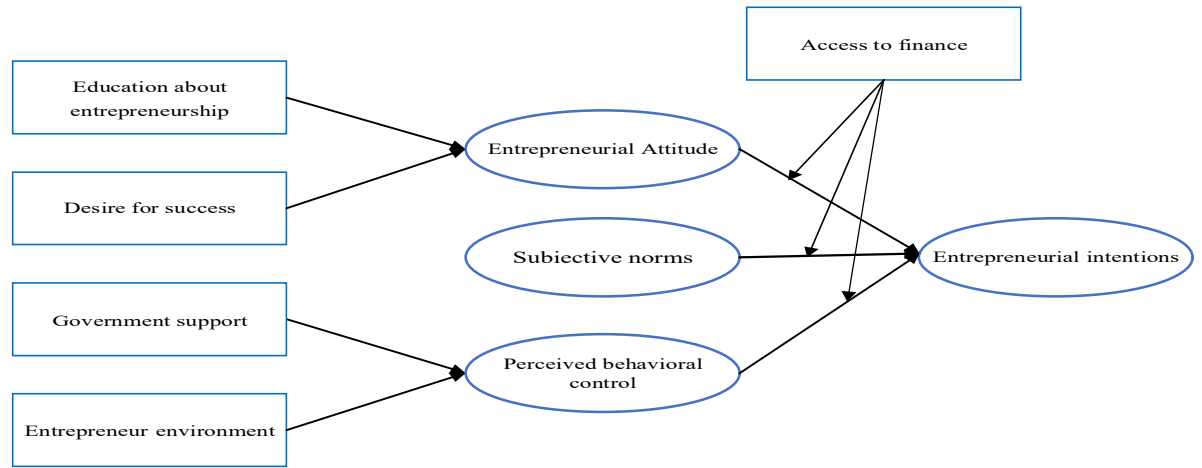 Access to finance
Education about
entrepreneurship
Entrepreneurial Attitude
Desire for success
Subiective norms
Entrepreneurial intentions
Government support
Perceived behavioral
control
Entrepreneur environment